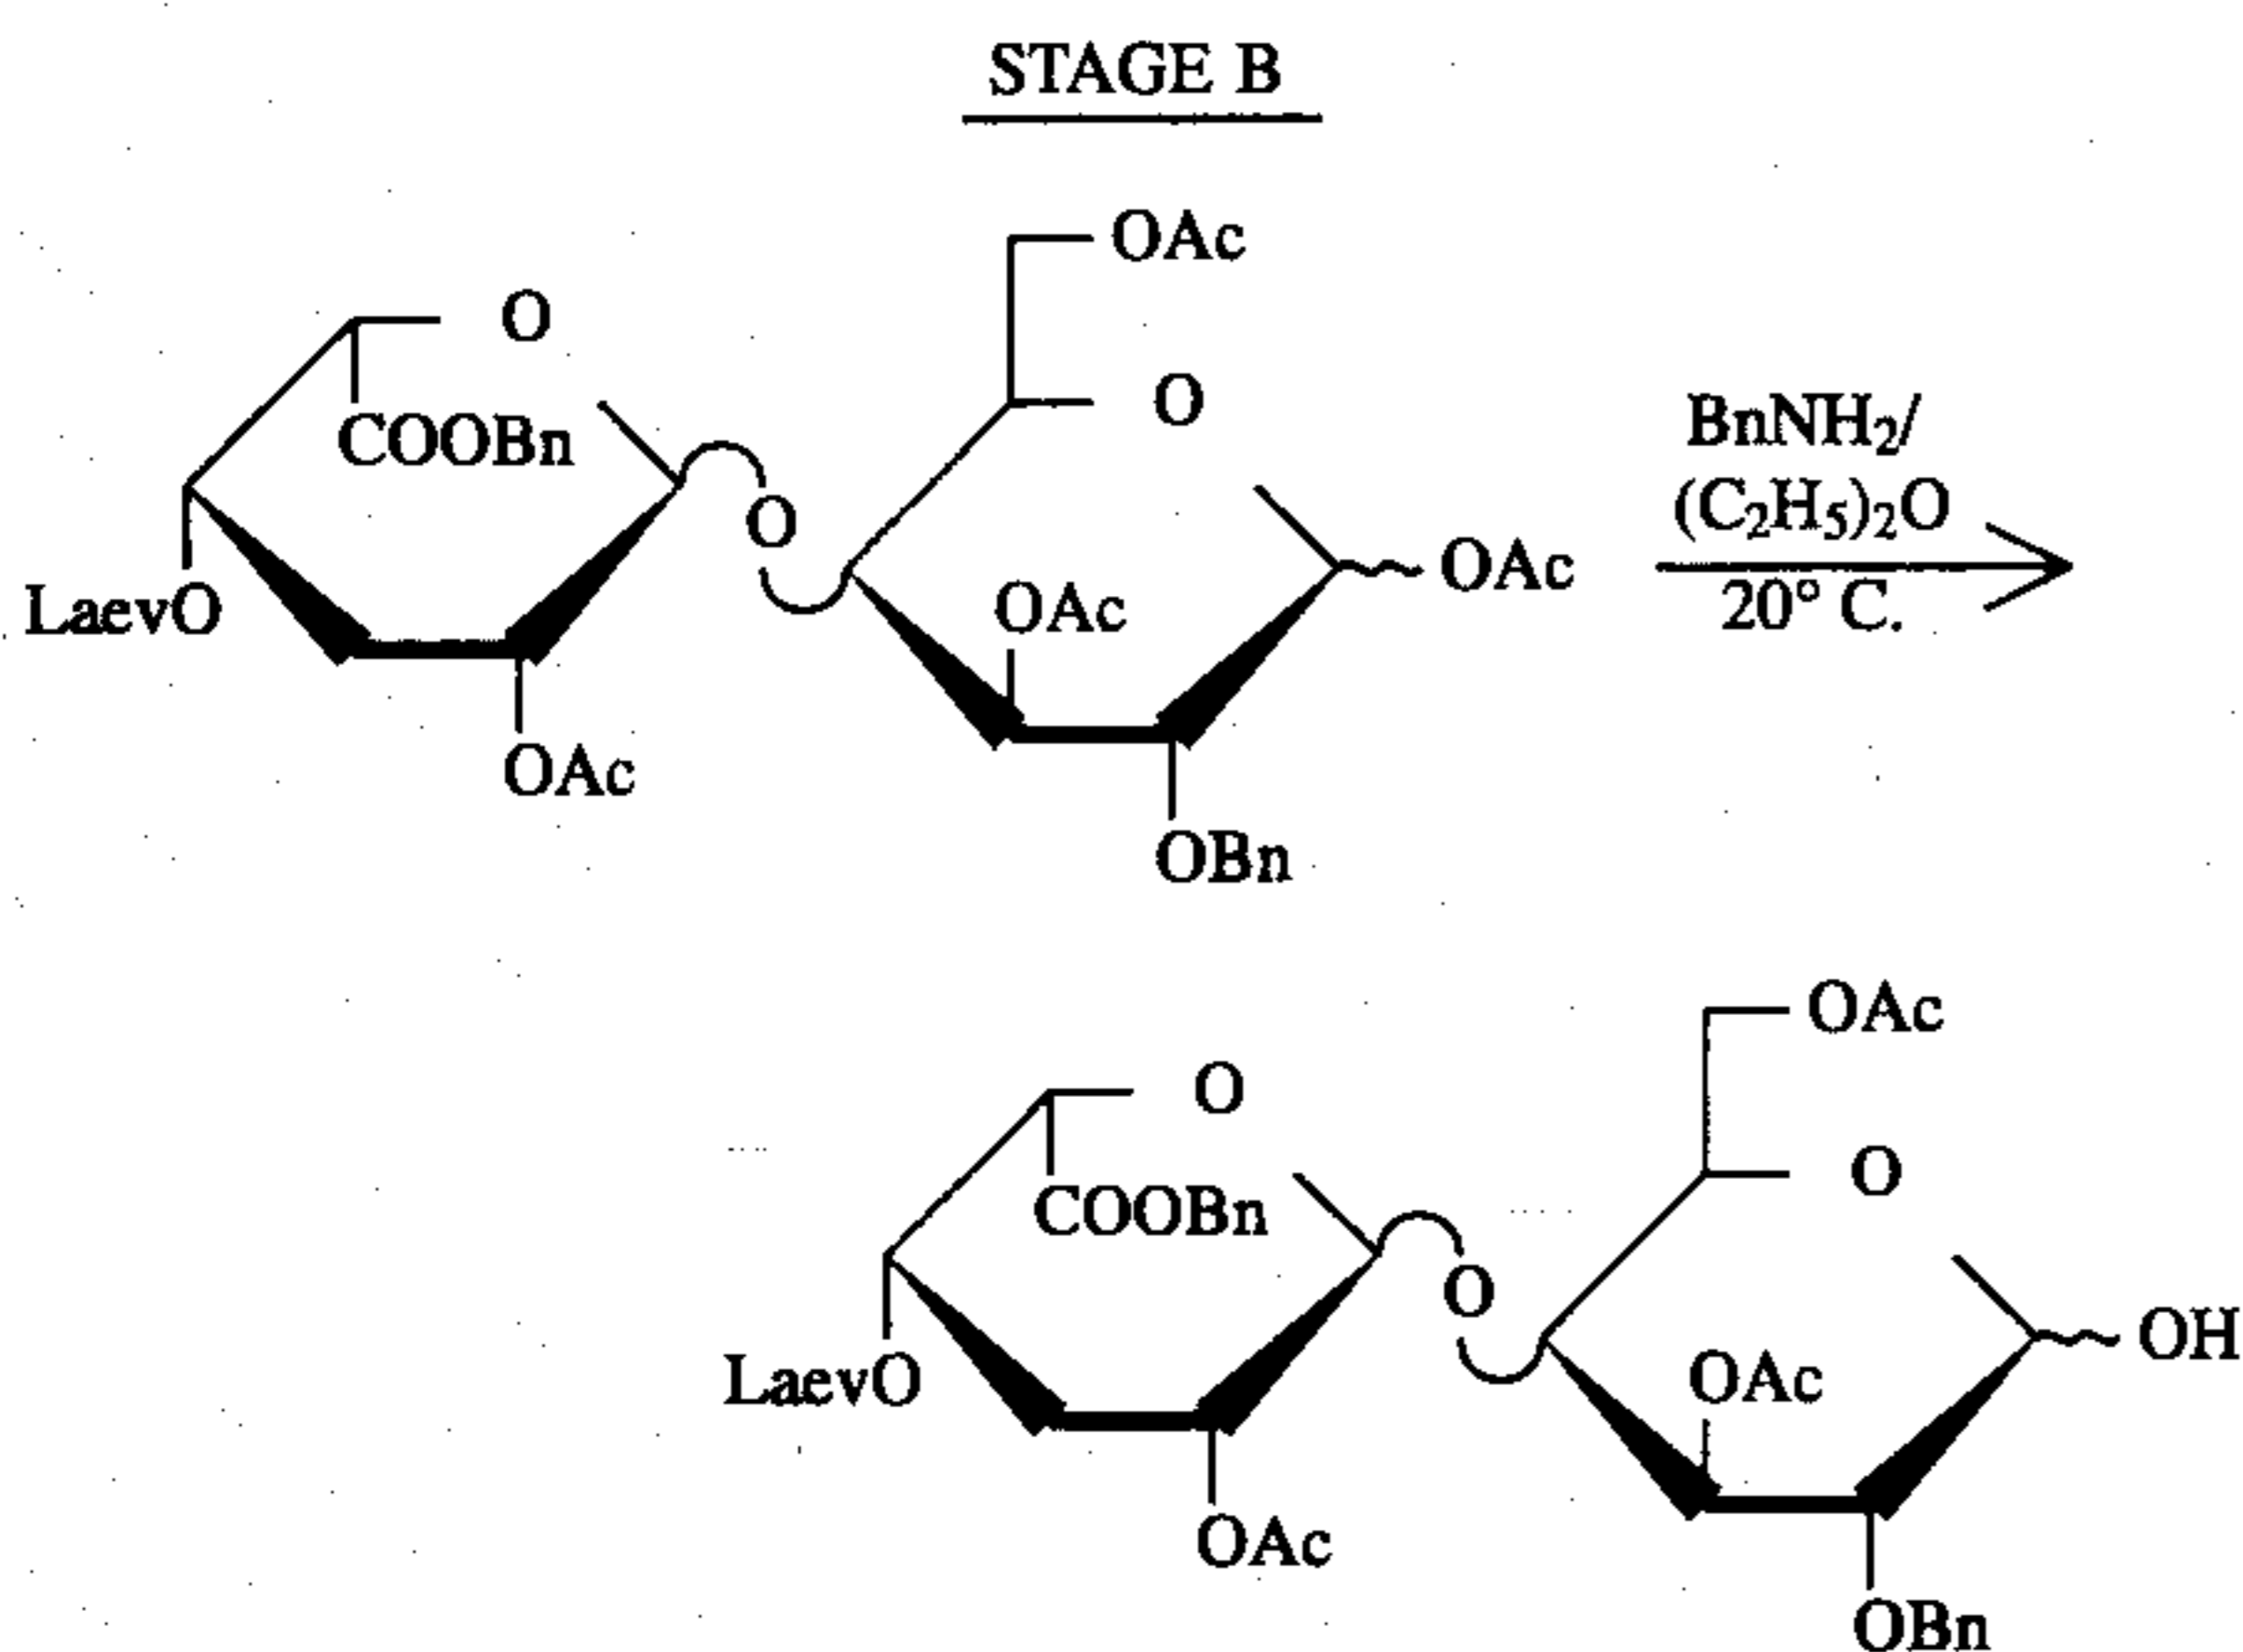 STAGE B
OAc
O
COOBn
O
BnNH₂/
(C₂H₅)₂O
20° C.
O
OAc
OAc
LaevO
OAc
OBn
OAc
O
COOBn
O
O
OH
OAc
LaevO
OAc
OBn